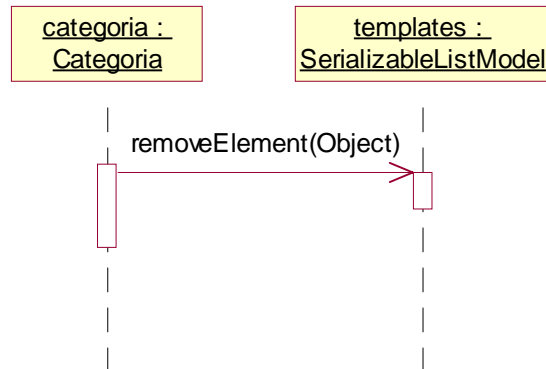 categoria :
Categoria
templates :
SerializableListModel
removeElement(Object)